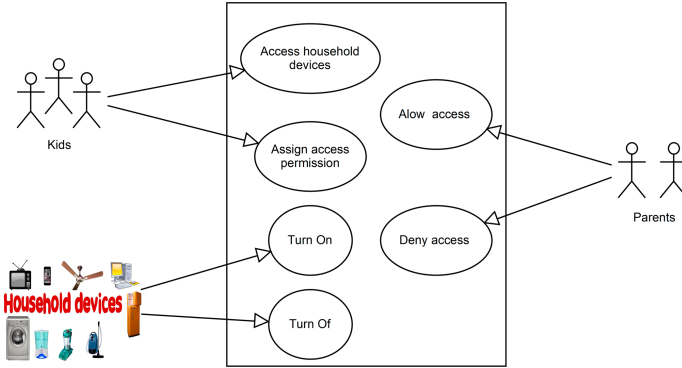 Access household
devices
Alow  access
Kids
Assign access
permission
Parents
Turn On
Deny access
Household devices
Turn Of